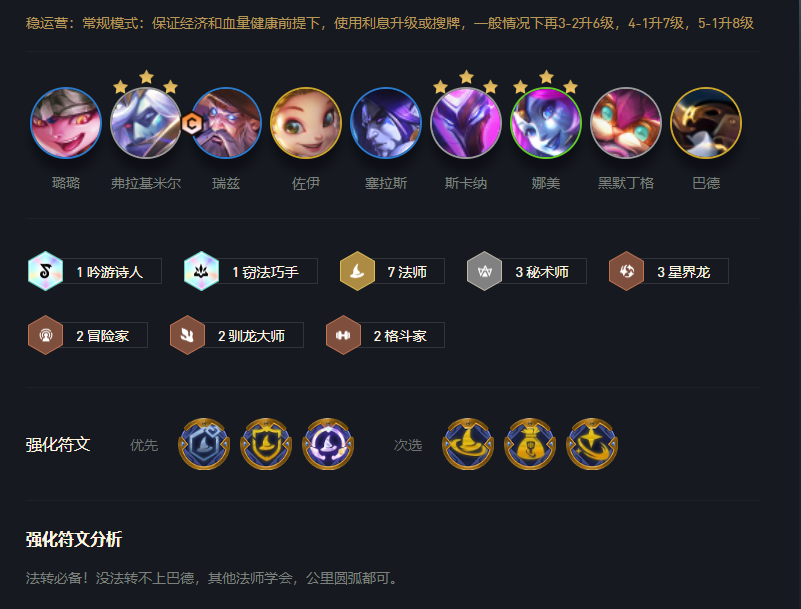 稳运营：常规模式：保证经济和血量健康前提下，使用利息升级或搜牌，一般情况下再3-2升6级，4-1升7级，5-1升8级
C
璐璐 弗拉基米尔 瑞兹 佐伊 塞拉斯 斯卡纳 娜美 黑默丁格 巴德
1 吟游诗人 1 窃法巧手 7 法师 3 秘术师 3 星界龙
2 冒险家 2 驯龙大师 2 格斗家
强化符文 优先 次选
强化符文分析
法转必备！没法转不上巴德，其他法师学会，公里圆弧都可。